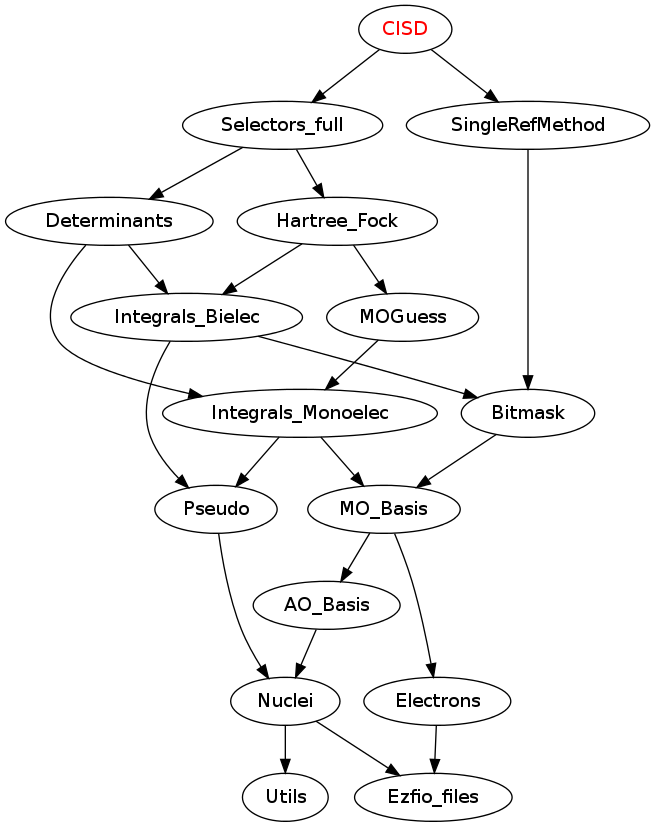 CISD
Selectors_full
SingleRefMethod
Determinants
Hartree_Fock
Integrals_Bielec
MOGuess
Integrals_Monoelec
Bitmask
Pseudo
MO_Basis
AO_Basis
Nuclei
Electrons
Utils
Ezfio_files